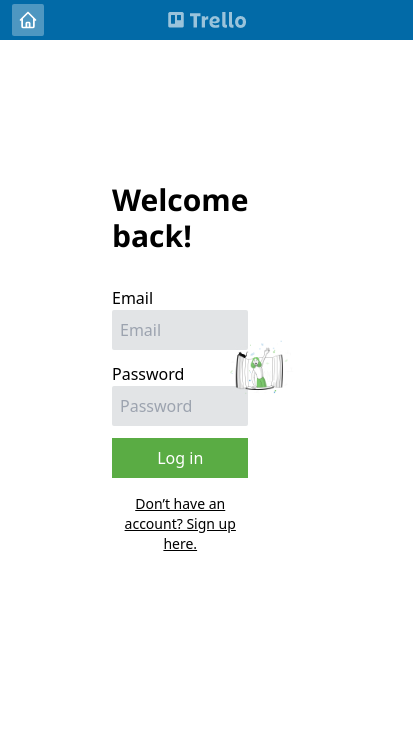 Trello
Welcome
back!
Email
Email
Password
Password
Log in
Don’t have an
account? Sign up
here.